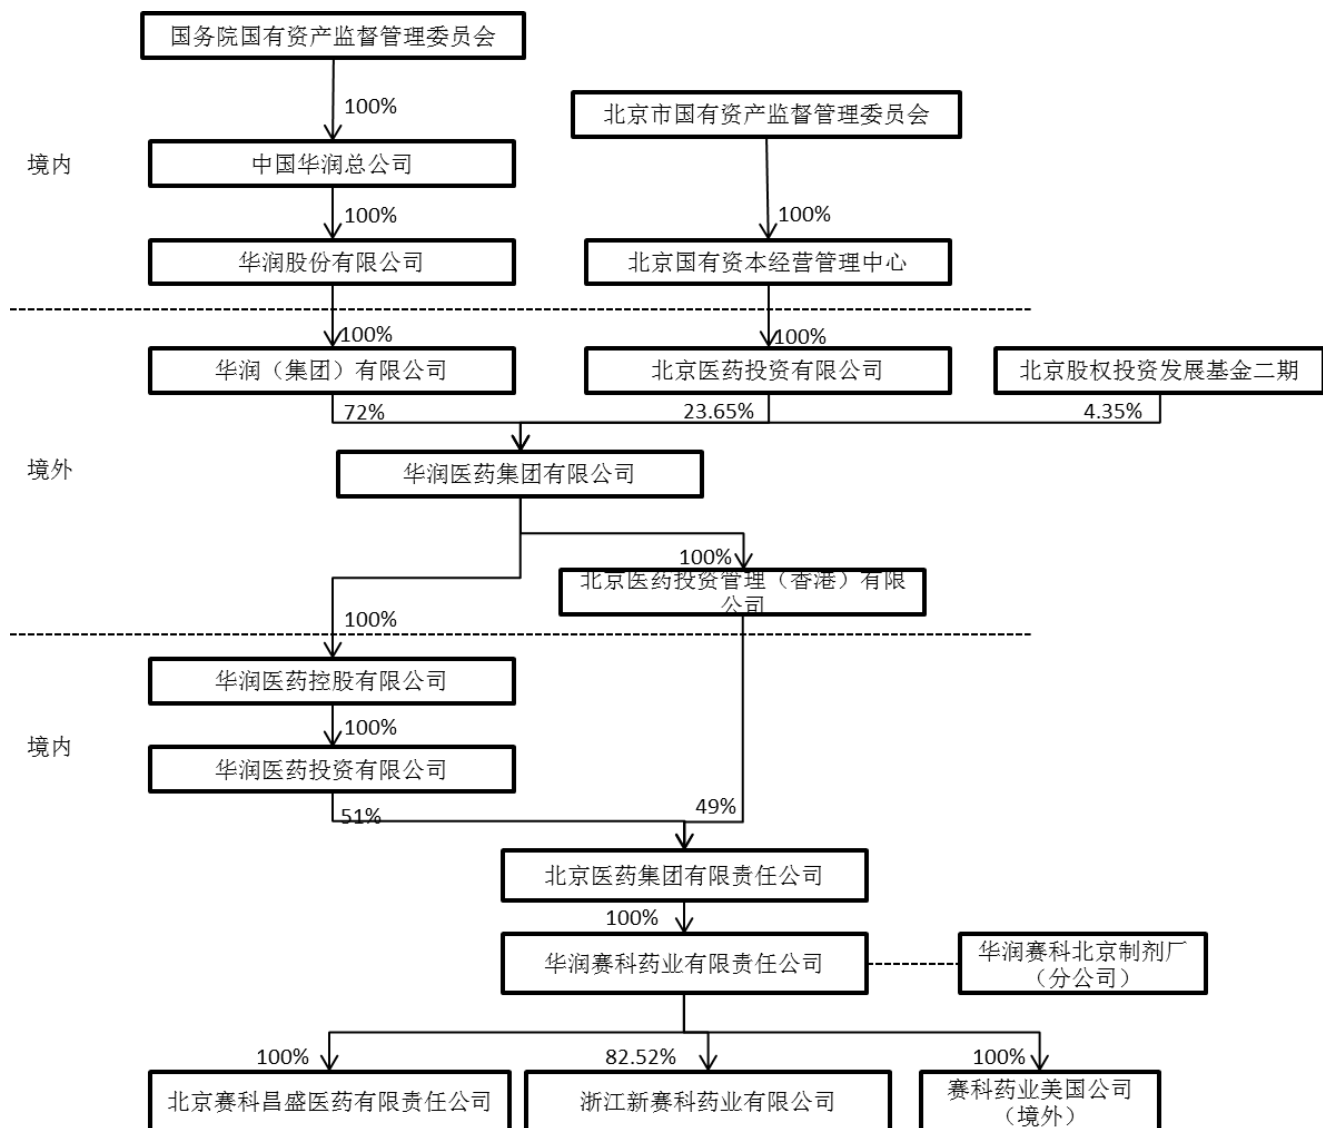 国务院国有资产监督管理委员会
100%
北京市国有资产监督管理委员会
境内
中国华润总公司
100%
100%
华润股份有限公司
北京国有资本经营管理中心
100%
100%
华润（集团）有限公司
北京医药投资有限公司
北京股权投资发展基金二期
72%
23.65%
4.35%
境外
华润医药集团有限公司
100%
北京医药投资管理（香港）有限
公司
100%
华润医药控股有限公司
100%
境内
华润医药投资有限公司
51%
49%
北京医药集团有限责任公司
100%
华润赛科药业有限责任公司
华润赛科北京制剂厂
（分公司）
100%
82.52%
100%
北京赛科昌盛医药有限责任公司
浙江新赛科药业有限公司
赛科药业美国公司
（境外）